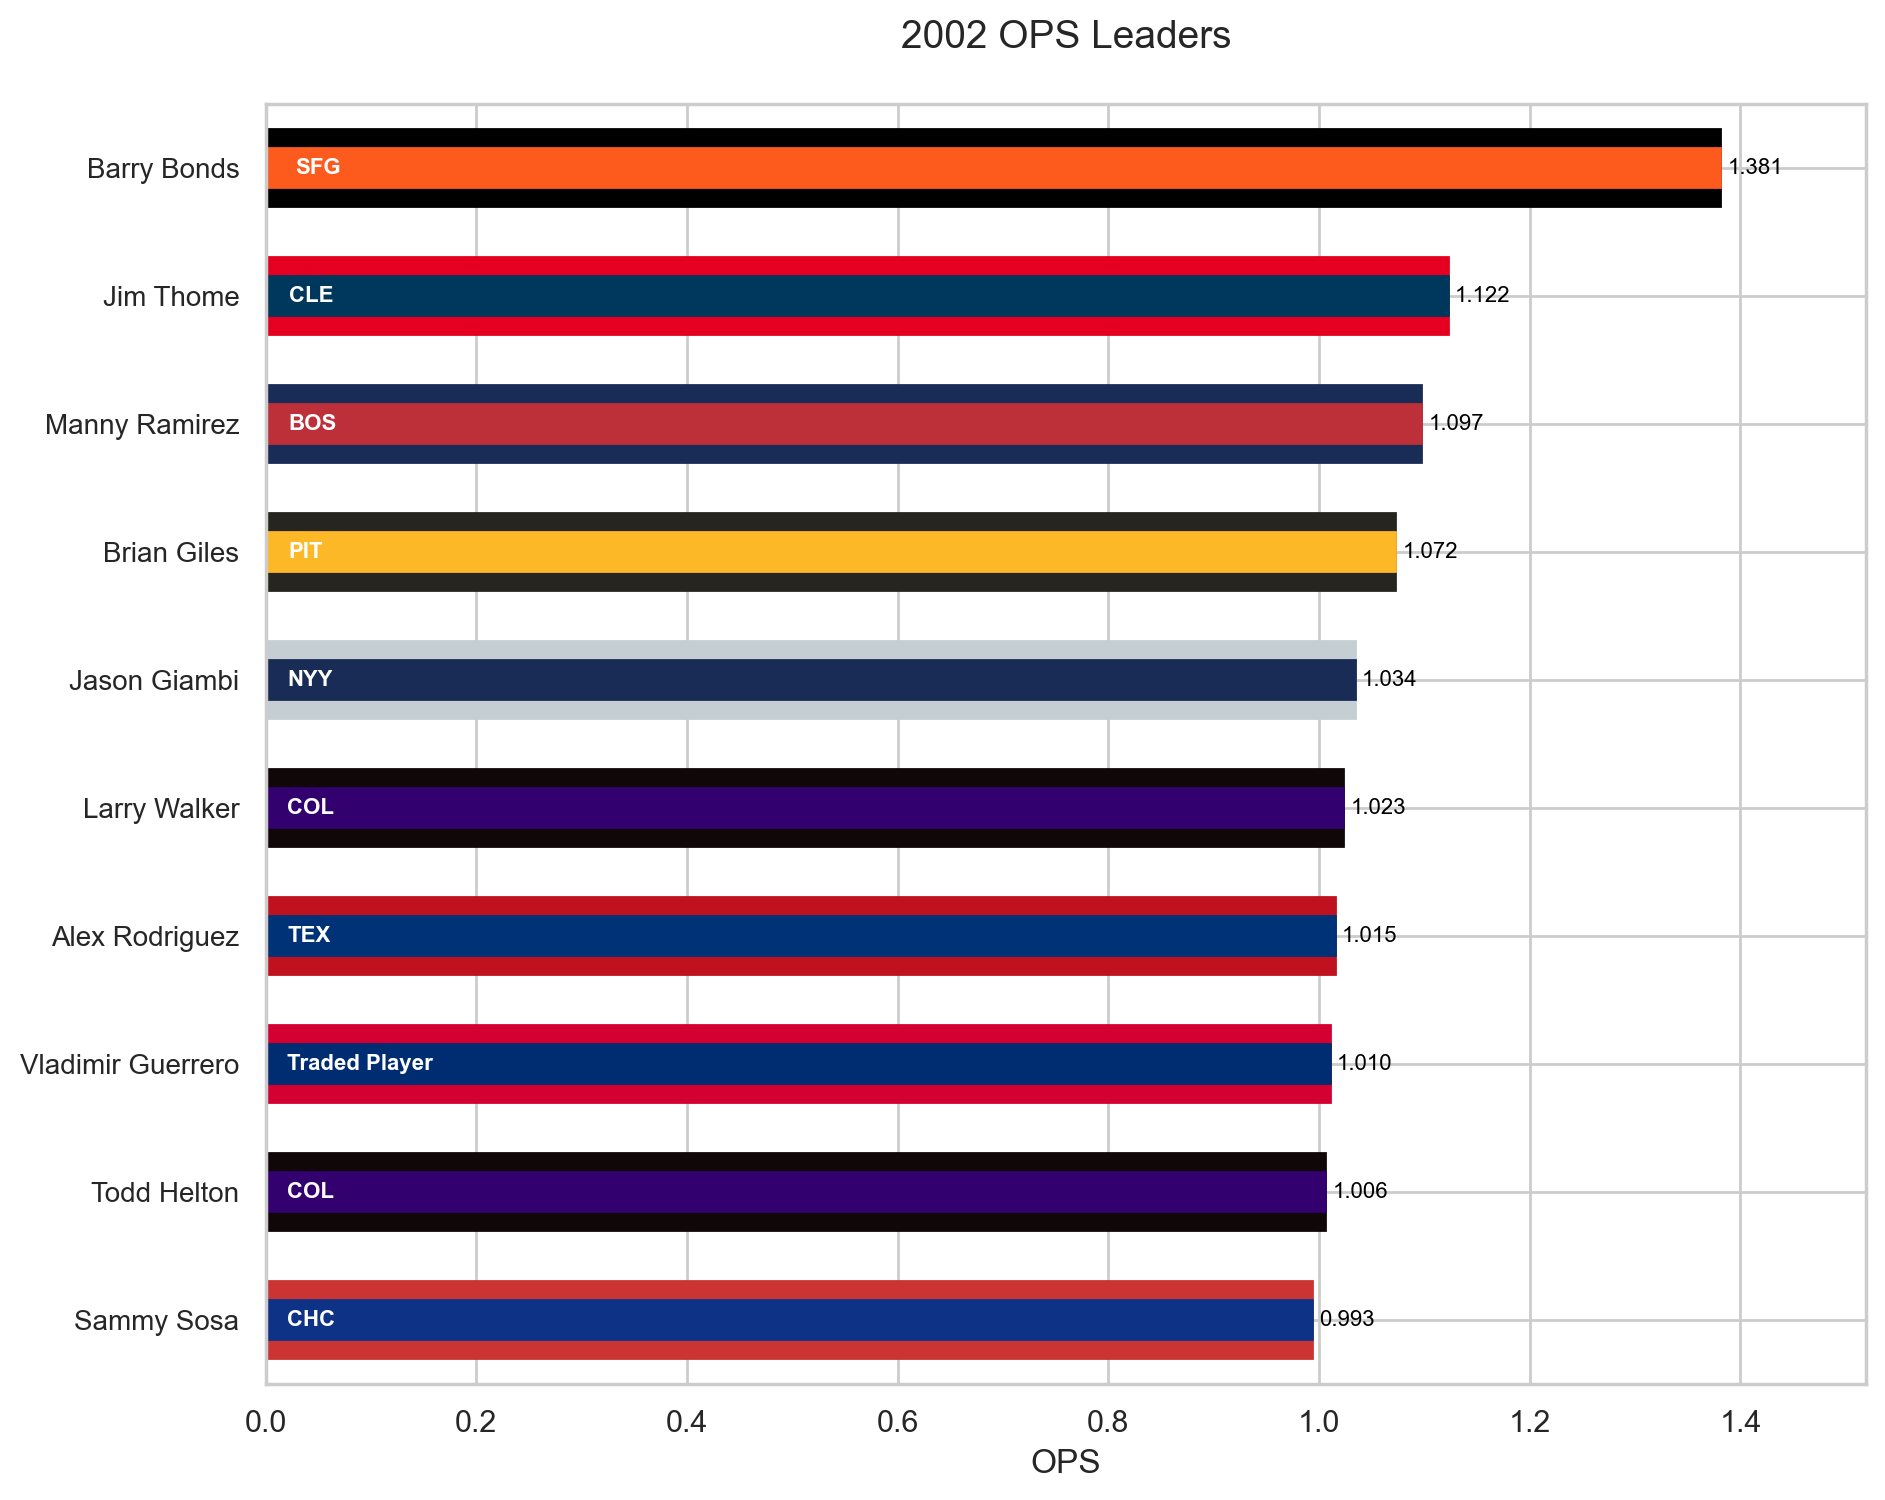 2002 OPS Leaders
Barry Bonds SFG 1.381
Jim Thome CLE 1.122
Manny Ramirez BOS 1.097
Brian Giles PIT 1.072
Jason Giambi NYY 1.034
Larry Walker COL 1.023
Alex Rodriguez TEX 1.015
Vladimir Guerrero Traded Player 1.010
Todd Helton COL 1.006
Sammy Sosa CHC 0.993
0.0 0.2 0.4 0.6 0.8 1.0 1.2 1.4
OPS